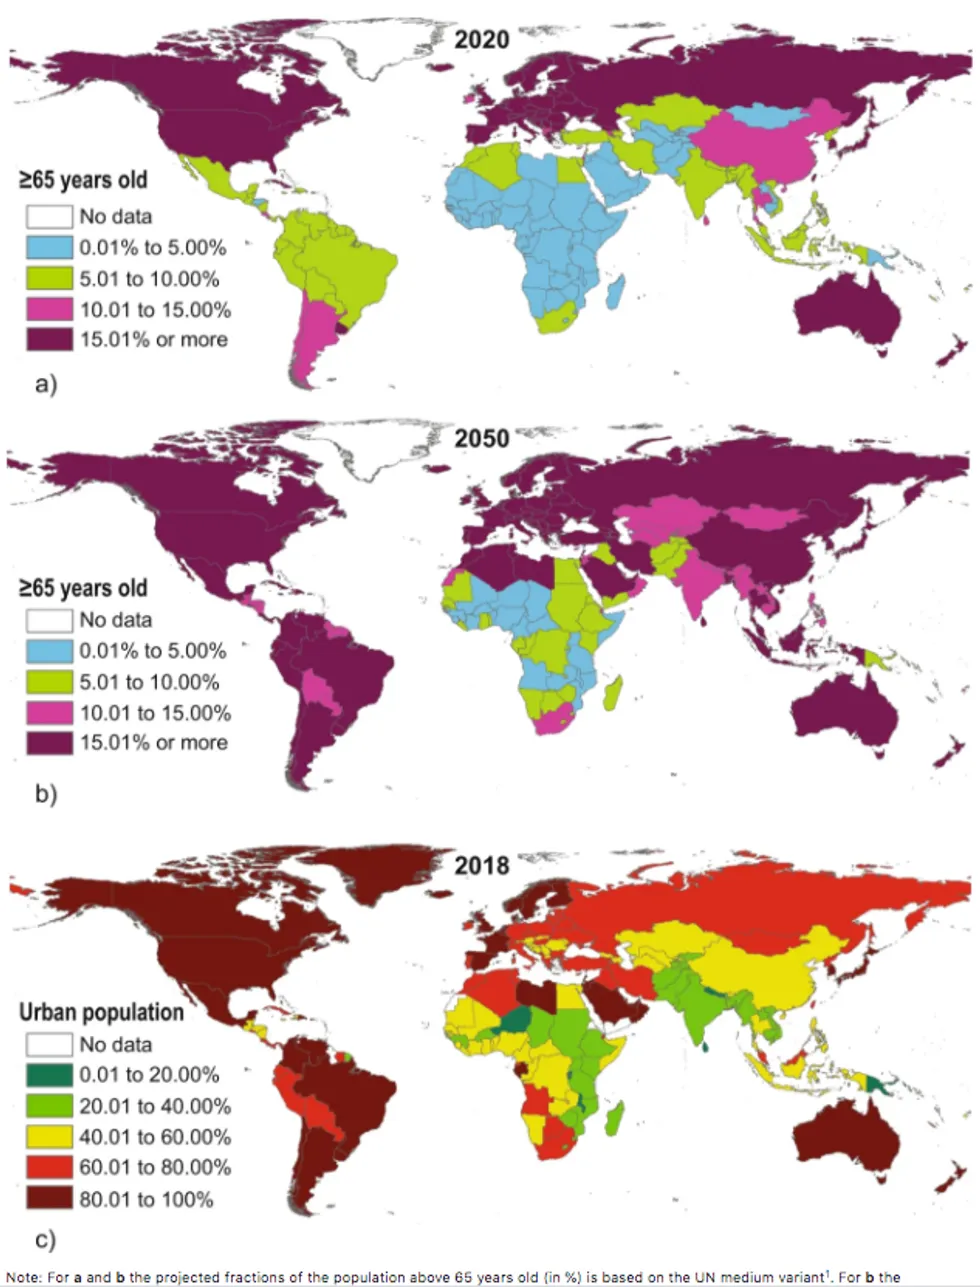 2020
≥65 years old
No data
0.01% to 5.00%
5.01 to 10.00%
10.01 to 15.00%
15.01% or more
a)
2050
≥65 years old
No data
0.01% to 5.00%
5.01 to 10.00%
10.01 to 15.00%
15.01% or more
b)
2018
Urban population
No data
0.01 to 20.00%
20.01 to 40.00%
40.01 to 60.00%
60.01 to 80.00%
80.01 to 100%
c)
Note: For a and b the projected fractions of the population above 65 years old (in %) is based on the UN medium variant¹. For b the